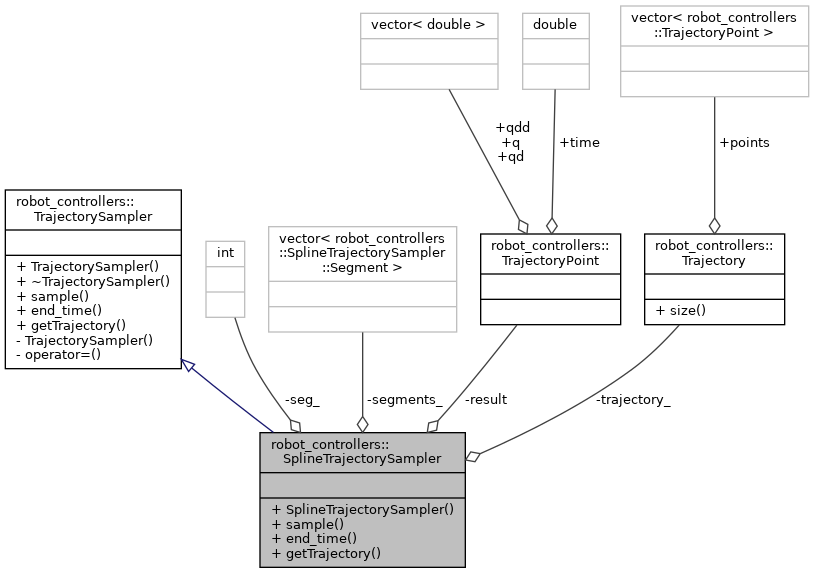 vector< double >
double
vector< robot_controllers
::TrajectoryPoint >
+qdd
+q
+qd
+time
+points
robot_controllers::
TrajectorySampler
+ TrajectorySampler()
+ ~TrajectorySampler()
+ sample()
+ end_time()
+ getTrajectory()
- TrajectorySampler()
- operator=()
int
vector< robot_controllers
::SplineTrajectorySampler
::Segment >
robot_controllers::
TrajectoryPoint
robot_controllers::
Trajectory
+ size()
-seg_
-segments_
-result
-trajectory_
robot_controllers::
SplineTrajectorySampler
+ SplineTrajectorySampler()
+ sample()
+ end_time()
+ getTrajectory()